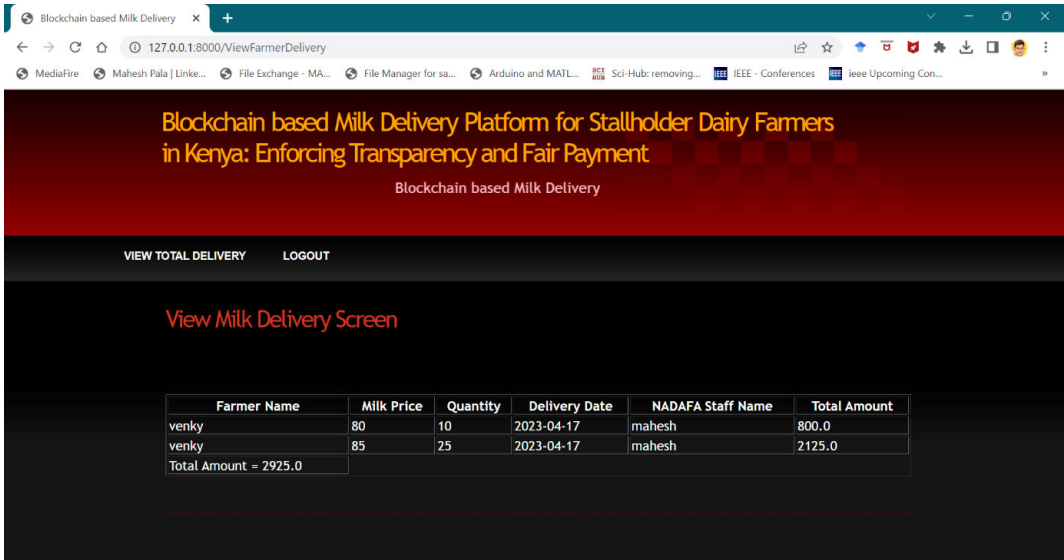 Blockchain based Milk Delivery
127.0.0.1:8000/ViewFarmerDelivery
MediaFire Mahesh Pala | Linke... File Exchange - MA... File Manager for sa... Arduino and MATL... SCI HUB Sci-Hub: removing... IEEE IEEE - Conferences IEEE ieee Upcoming Con... »
Blockchain based Milk Delivery Platform for Stallholder Dairy Farmers
in Kenya: Enforcing Transparency and Fair Payment
Blockchain based Milk Delivery
VIEW TOTAL DELIVERY LOGOUT
View Milk Delivery Screen
Farmer Name Milk Price Quantity Delivery Date NADAFA Staff Name Total Amount
venky 80 10 2023-04-17 mahesh 800.0
venky 85 25 2023-04-17 mahesh 2125.0
Total Amount = 2925.0